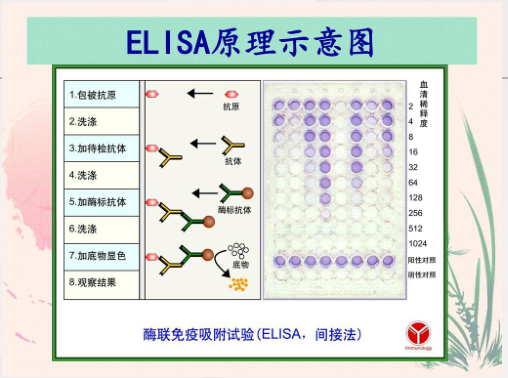 ELISA原理示意图
1.包被抗原
2.洗涤
3.加待检抗体
4.洗涤
5.加酶标抗体
6.洗涤
7.加底物显色
8.观察结果
抗原
抗体
酶标抗体
底物
血清稀释度
2
4
8
16
32
64
128
256
512
1024
阳性对照
阴性对照
酶联免疫吸附试验(ELISA，间接法)
Immunology